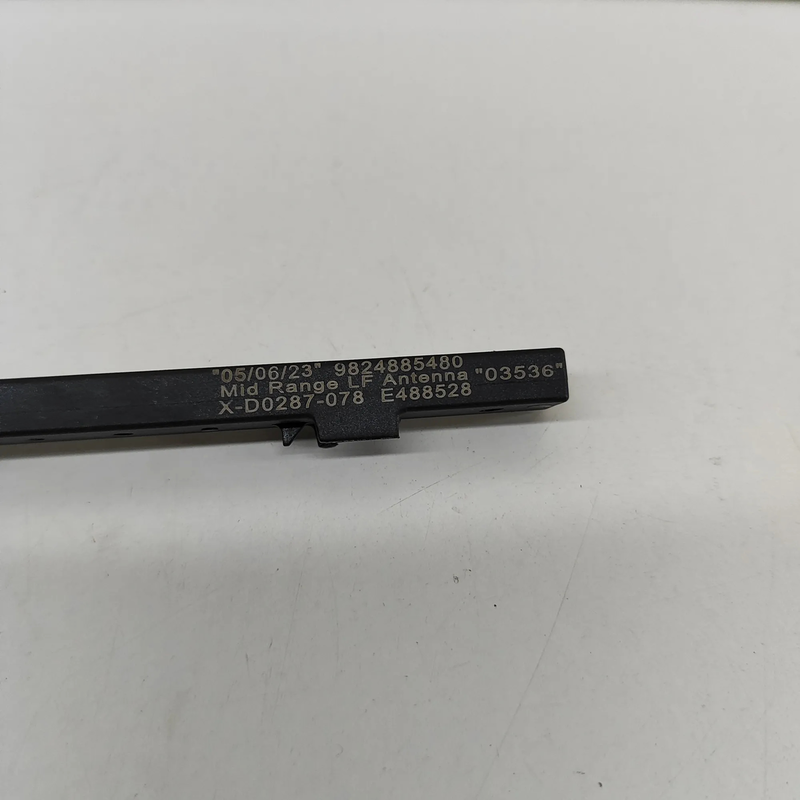 "05/06/23" 9824885480
Mid Range LF Antenna "03536"
X-D0287-078 E488528